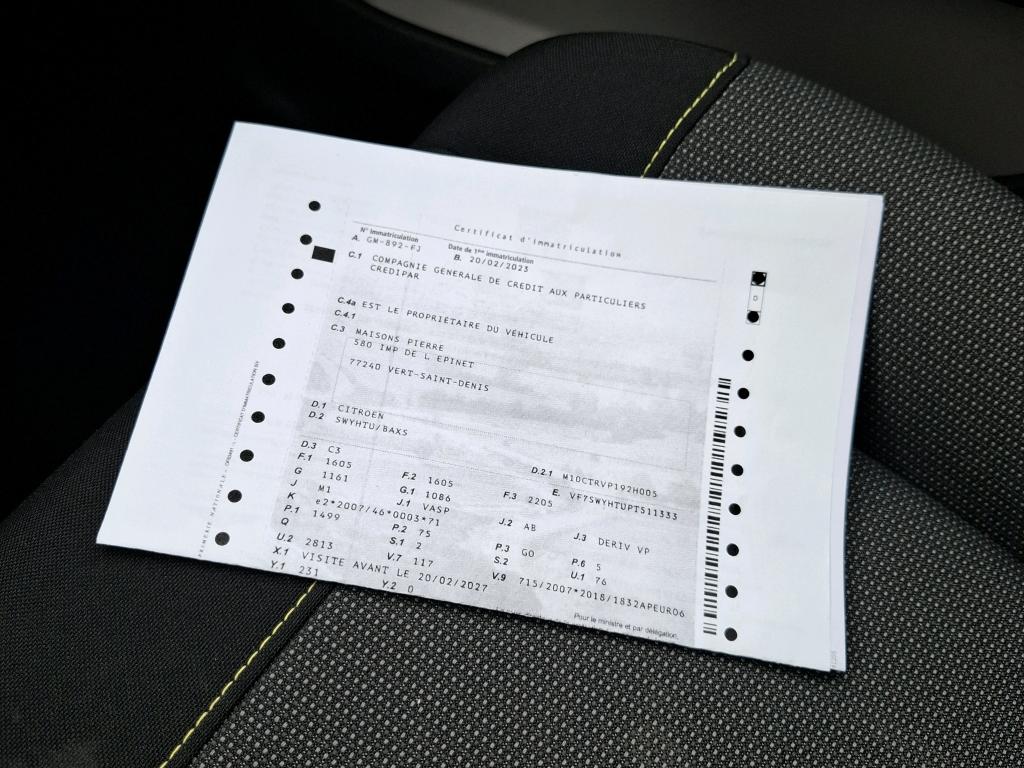 Certificat d'immatriculation
N° immatriculation Date de 1ère immatriculation
A. GM-892-FJ B. 20/02/2023
C.1 COMPAGNIE GENERALE DE CREDIT AUX PARTICULIERS
CREDIPAR
C.4a EST LE PROPRIÉTAIRE DU VÉHICULE
C.4.1
C.3 MAISONS PIERRE
580 IMP DE L EPINET
77240 VERT-SAINT-DENIS
D.1 CITROEN
D.2 SWYHTU/BAXS
D.2.1 M10CTRVP192H005
D.3 C3 E. VF7SWYHTUPT511333
F.1 1605 F.2 1605 F.3 2205
G 1161 G.1 1086
J M1 J.1 VASP J.2 AB J.3 DERIV VP
K e2*2007/46*0003*71
P.1 1499 P.2 75 P.3 GO P.6 5
Q S.1 2 S.2 U.1 76
U.2 2813 V.7 117 V.9 715/2007*2018/1832APEURO6
X.1 VISITE AVANT LE 20/02/2027
Y.1 231 Y.2 0
Pour le ministre et par délégation,